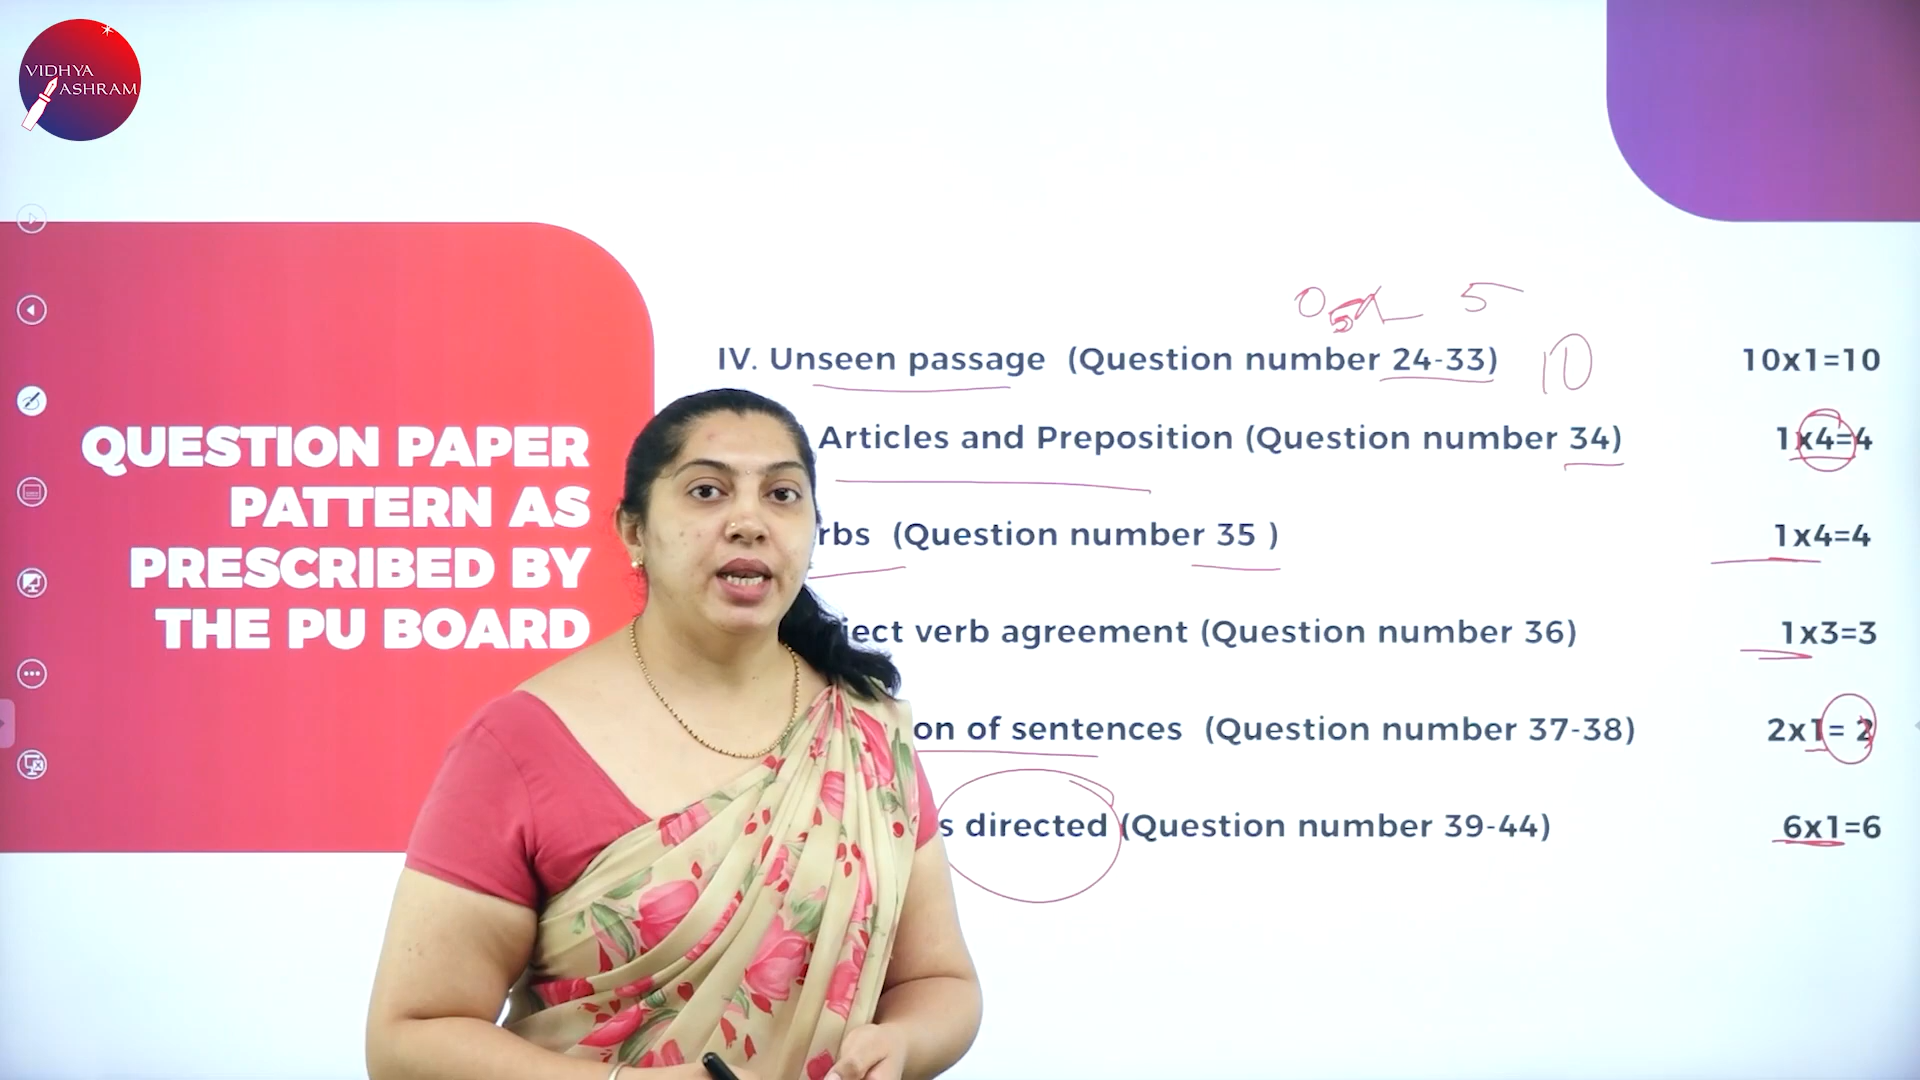 VIDHYA
ASHRAM
QUESTION PAPER
PATTERN AS
PRESCRIBED BY
THE PU BOARD
5
IV. Unseen passage (Question number 24-33) 10 10x1=10
Articles and Preposition (Question number 34) 1x4=4
rbs (Question number 35 ) 1x4=4
ject verb agreement (Question number 36) 1x3=3
on of sentences (Question number 37-38) 2x1= 2
s directed (Question number 39-44) 6x1=6